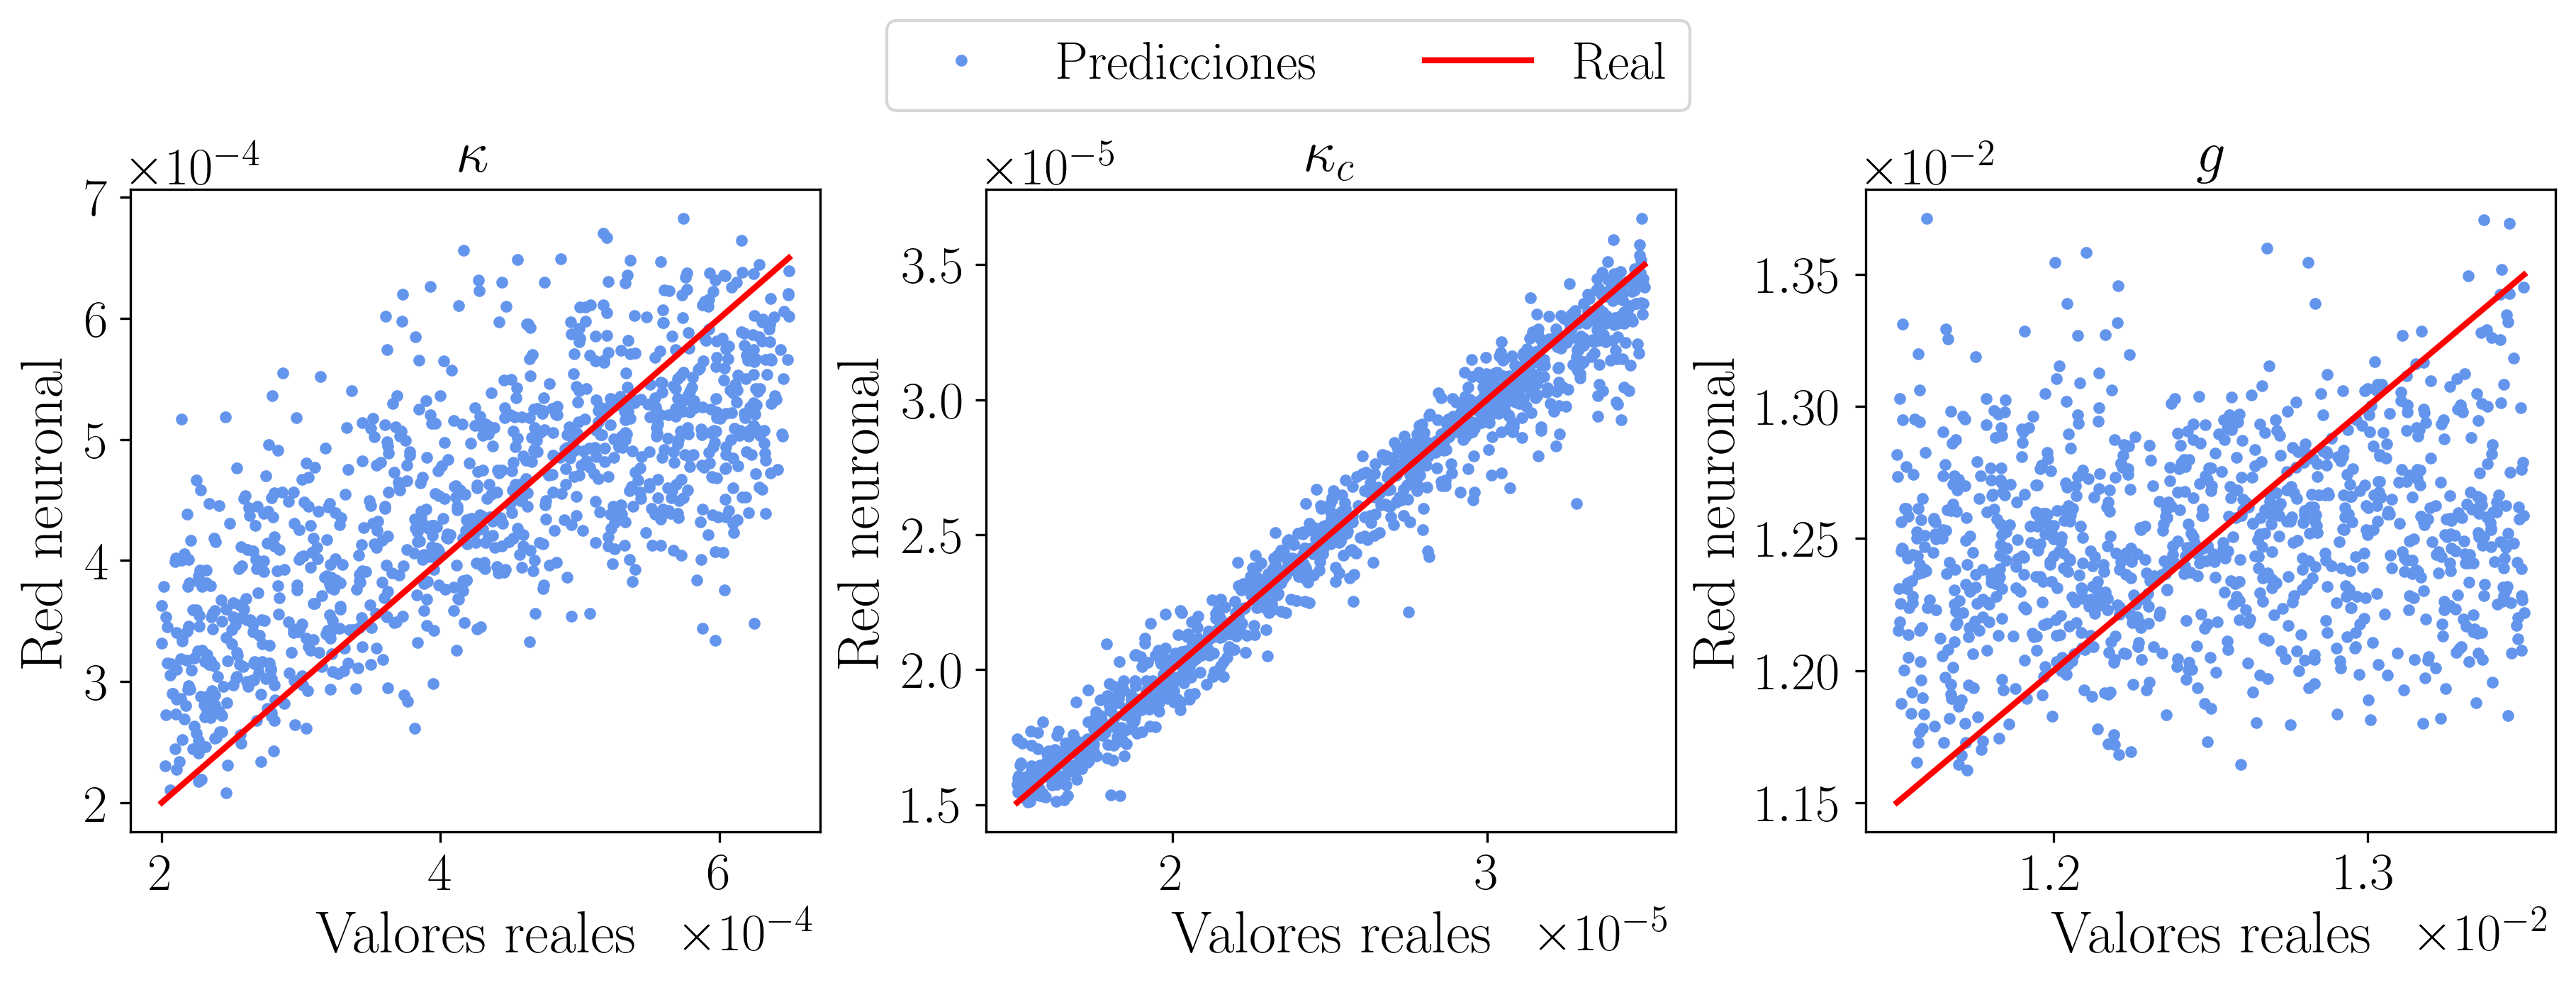 Predicciones Real
κ
×10⁻⁴
7
6
5
4
3
2
Red neuronal
2 4 6
Valores reales ×10⁻⁴
κ_c
×10⁻⁵
3.5
3.0
2.5
2.0
1.5
Red neuronal
2 3
Valores reales ×10⁻⁵
g
×10⁻²
1.35
1.30
1.25
1.20
1.15
Red neuronal
1.2 1.3
Valores reales ×10⁻²